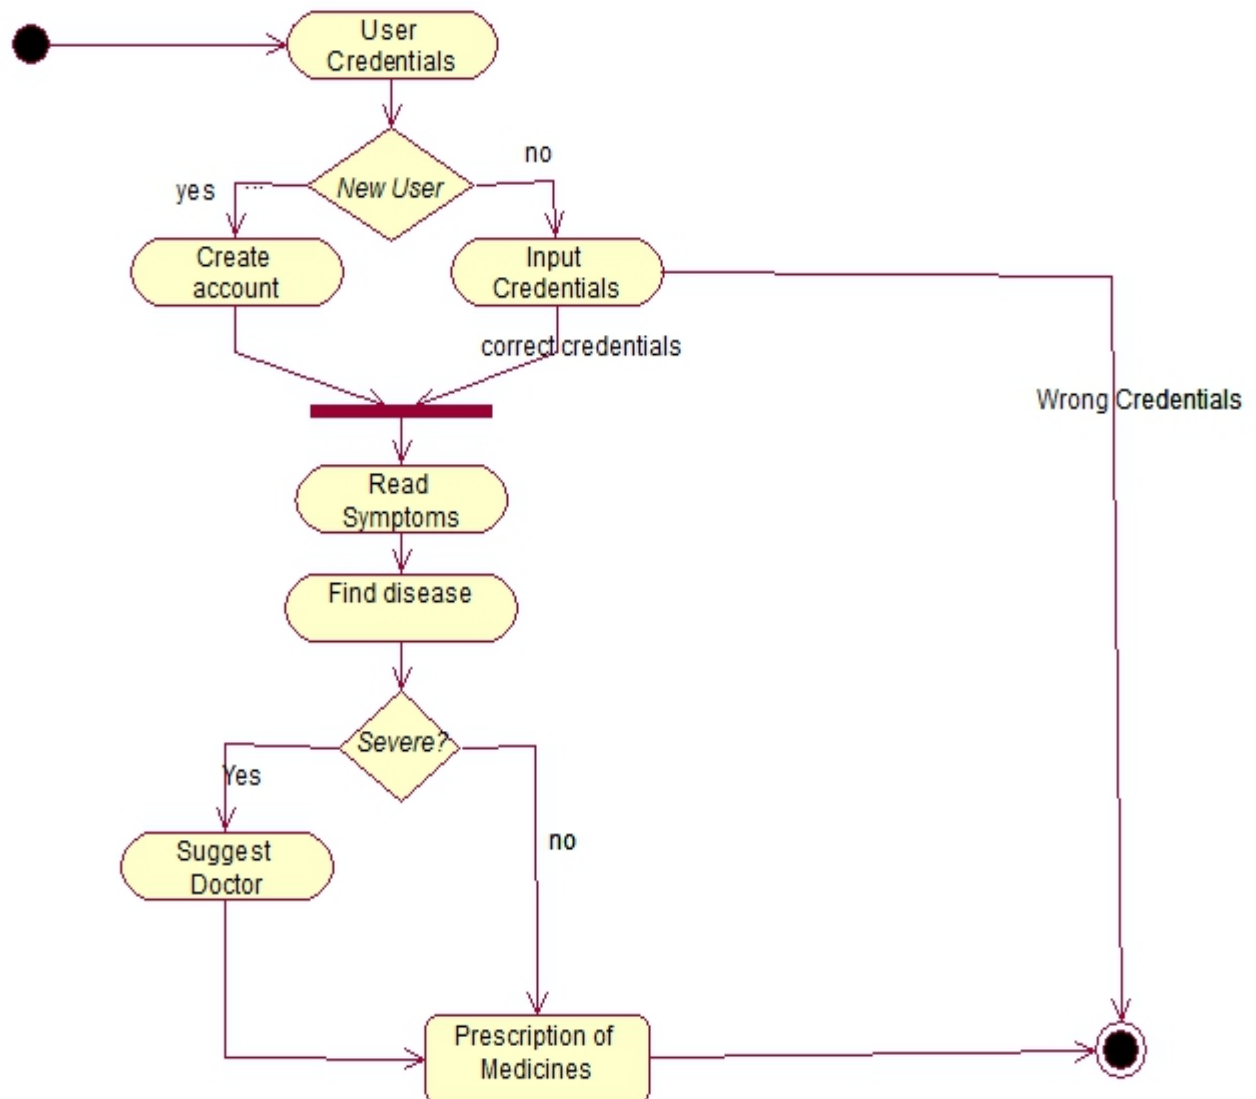 User
Credentials
no
yes
...
New User
Create
account
Input
Credentials
correct credentials
Wrong Credentials
Read
Symptoms
Find disease
Severe?
Yes
no
Suggest
Doctor
Prescription of
Medicines